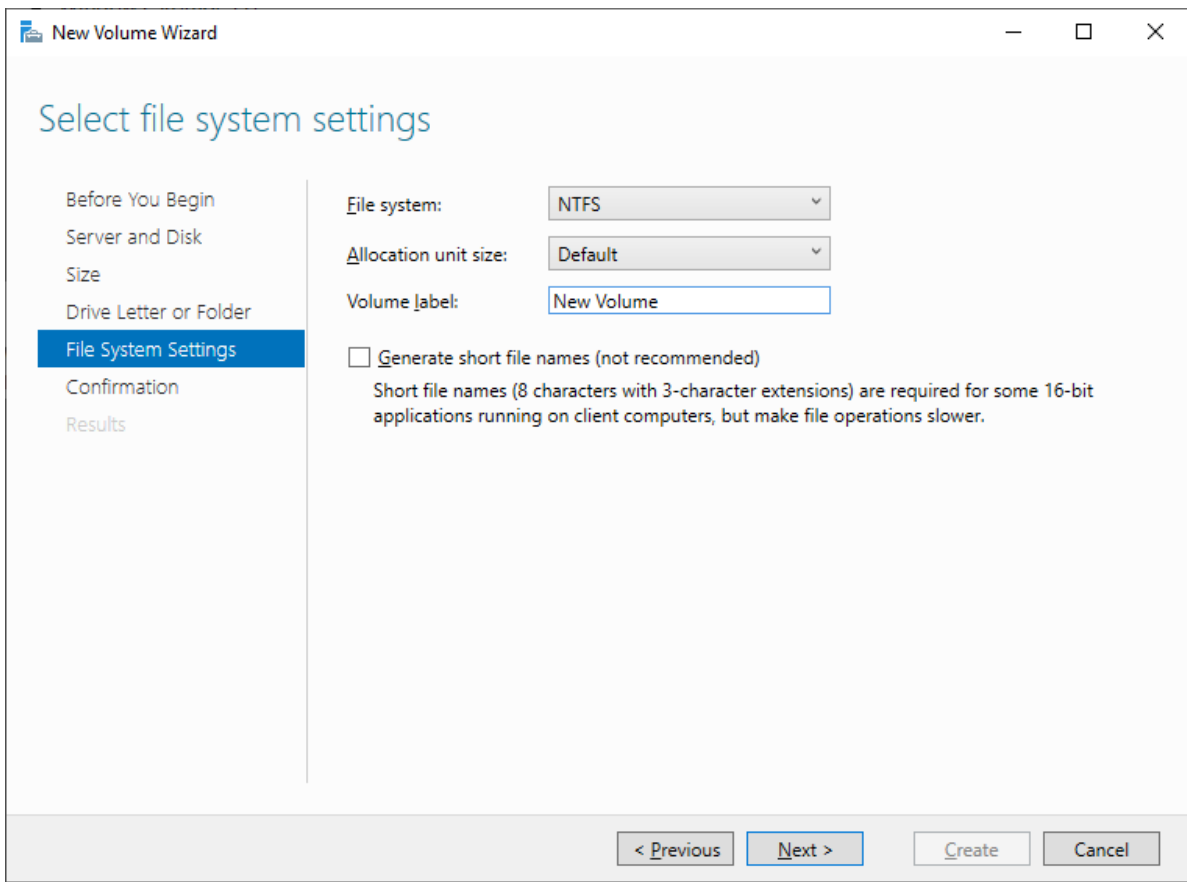 New Volume Wizard
Select file system settings
Before You Begin
Server and Disk
Size
Drive Letter or Folder
File System Settings
Confirmation
Results
File system:
NTFS
Allocation unit size:
Default
Volume label:
New Volume
Generate short file names (not recommended)
Short file names (8 characters with 3-character extensions) are required for some 16-bit
applications running on client computers, but make file operations slower.
< Previous
Next >
Create
Cancel